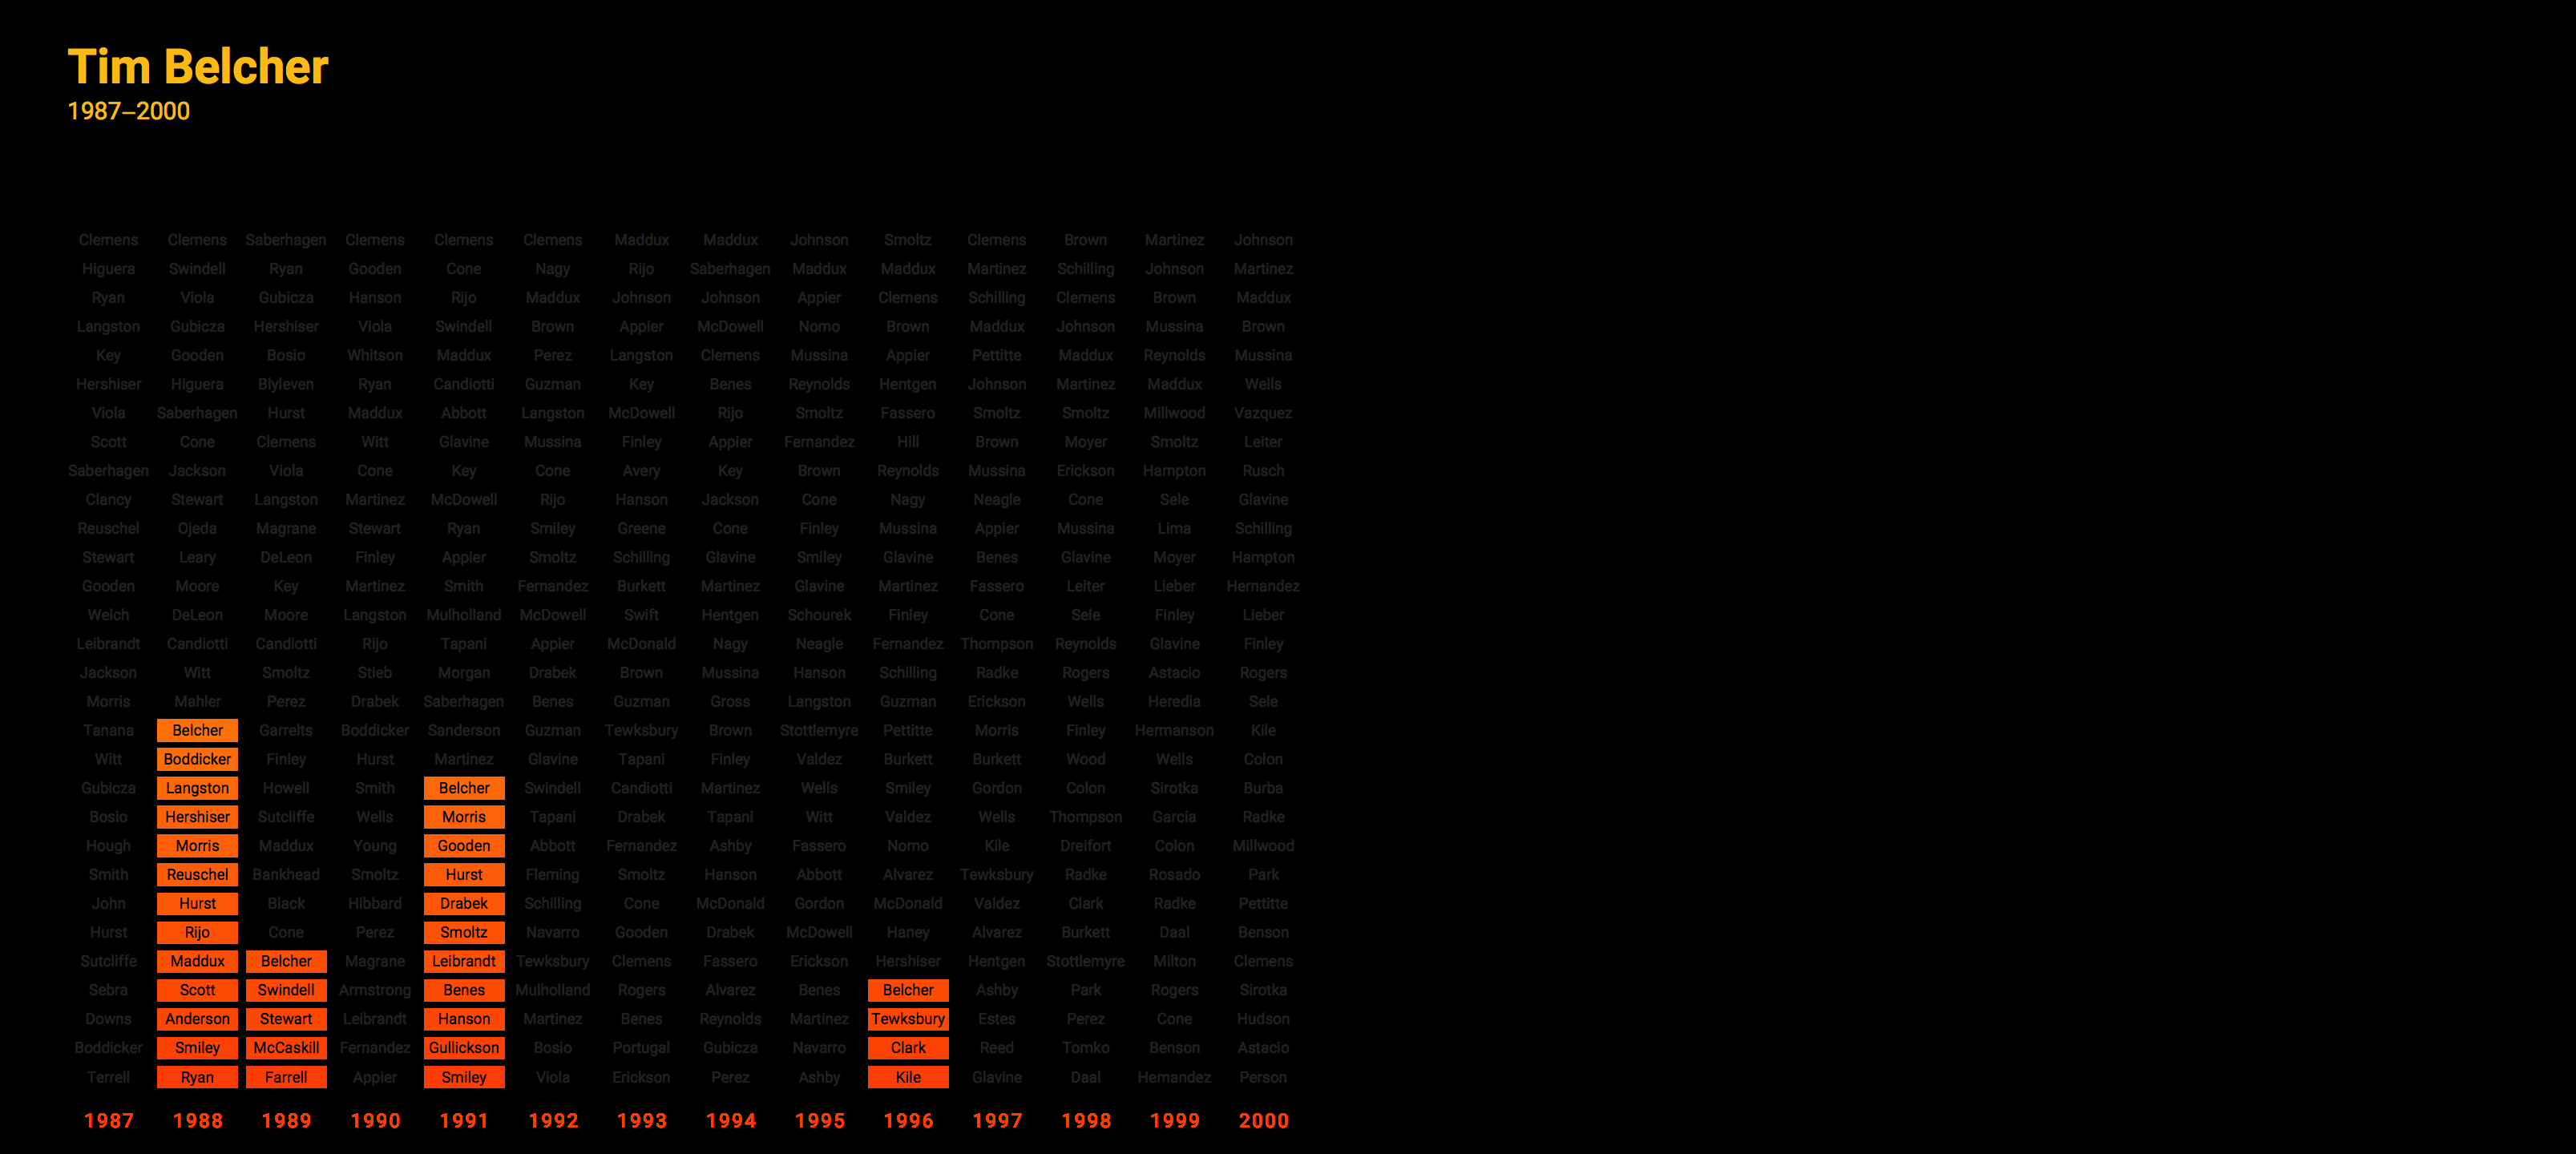 Tim Belcher
1987–2000
Clemens Clemens Saberhagen Clemens Clemens Clemens Maddux Maddux Johnson Smoltz Clemens Brown Martinez Johnson
Higuera Swindell Ryan Gooden Cone Nagy Rijo Saberhagen Maddux Maddux Martinez Schilling Johnson Martinez
Ryan Viola Gubicza Hanson Rijo Maddux Johnson Johnson Appier Clemens Schilling Clemens Brown Maddux
Langston Gubicza Hershiser Viola Swindell Brown Appier McDowell Nomo Brown Maddux Johnson Mussina Brown
Key Gooden Bosio Whitson Maddux Perez Langston Clemens Mussina Appier Pettitte Maddux Reynolds Mussina
Hershiser Higuera Blyleven Ryan Candiotti Guzman Key Benes Reynolds Hentgen Johnson Martinez Maddux Wells
Viola Saberhagen Hurst Maddux Abbott Langston McDowell Rijo Smoltz Fassero Smoltz Smoltz Millwood Vazquez
Scott Cone Clemens Witt Glavine Mussina Finley Appier Fernandez Hill Brown Moyer Smoltz Leiter
Saberhagen Jackson Viola Cone Key Cone Avery Key Brown Reynolds Mussina Erickson Hampton Rusch
Clancy Stewart Langston Martinez McDowell Rijo Hanson Jackson Cone Nagy Neagle Cone Sele Glavine
Reuschel Ojeda Magrane Stewart Ryan Smiley Greene Cone Finley Mussina Appier Mussina Lima Schilling
Stewart Leary DeLeon Finley Appier Smoltz Schilling Glavine Smiley Glavine Benes Glavine Moyer Hampton
Gooden Moore Key Martinez Smith Fernandez Burkett Martinez Glavine Martinez Fassero Leiter Lieber Hernandez
Welch DeLeon Moore Langston Mulholland McDowell Swift Hentgen Schourek Finley Cone Sele Finley Lieber
Leibrandt Candiotti Candiotti Rijo Tapani Appier McDonald Nagy Neagle Fernandez Thompson Reynolds Glavine Finley
Jackson Witt Smoltz Stieb Morgan Drabek Brown Mussina Hanson Schilling Radke Rogers Astacio Rogers
Morris Mahler Perez Drabek Saberhagen Benes Guzman Gross Langston Guzman Erickson Wells Heredia Sele
Tanana Belcher Garrelts Boddicker Sanderson Guzman Tewksbury Brown Stottlemyre Pettitte Morris Finley Hermanson Kile
Witt Boddicker Finley Hurst Martinez Glavine Tapani Finley Valdez Burkett Burkett Wood Wells Colon
Gubicza Langston Howell Smith Belcher Swindell Candiotti Martinez Wells Smiley Gordon Colon Sirotka Burba
Bosio Hershiser Sutcliffe Wells Morris Tapani Drabek Tapani Witt Valdez Wells Thompson Garcia Radke
Hough Morris Maddux Young Gooden Abbott Fernandez Ashby Fassero Nomo Kile Dreifort Colon Millwood
Smith Reuschel Bankhead Smoltz Hurst Fleming Smoltz Hanson Abbott Alvarez Tewksbury Radke Rosado Park
John Hurst Black Hibbard Drabek Schilling Cone McDonald Gordon McDonald Valdez Clark Radke Pettitte
Hurst Rijo Cone Perez Smoltz Navarro Gooden Drabek McDowell Haney Alvarez Burkett Daal Benson
Sutcliffe Maddux Belcher Magrane Leibrandt Tewksbury Clemens Fassero Erickson Hershiser Hentgen Stottlemyre Milton Clemens
Sebra Scott Swindell Armstrong Benes Mulholland Rogers Alvarez Benes Belcher Ashby Park Rogers Sirotka
Downs Anderson Stewart Leibrandt Hanson Martinez Benes Reynolds Martinez Tewksbury Estes Perez Cone Hudson
Boddicker Smiley McCaskill Fernandez Gullickson Bosio Portugal Gubicza Navarro Clark Reed Tomko Benson Astacio
Terrell Ryan Farrell Appier Smiley Viola Erickson Perez Ashby Kile Glavine Daal Hernandez Person
1987 1988 1989 1990 1991 1992 1993 1994 1995 1996 1997 1998 1999 2000